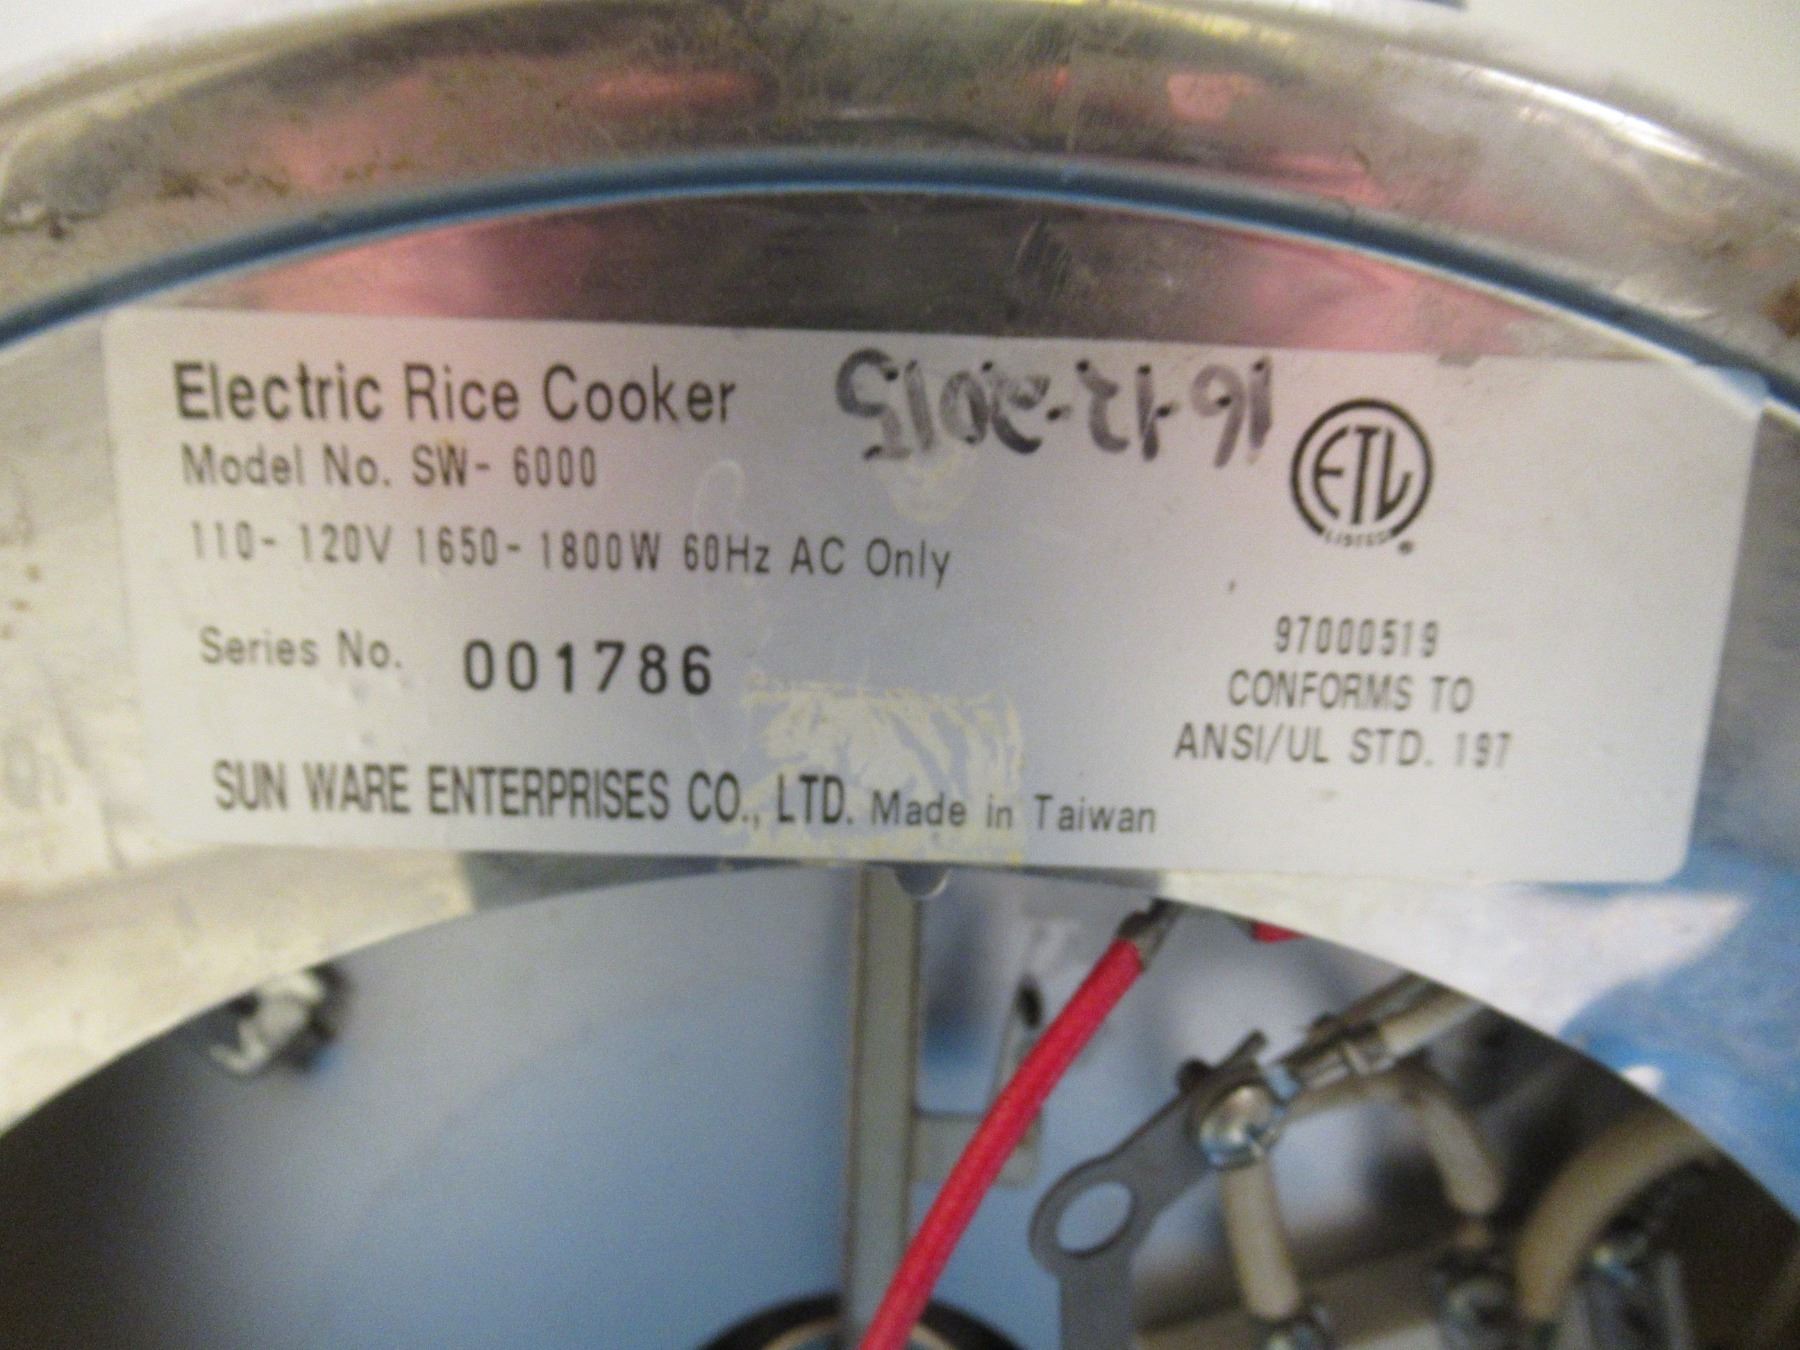 Electric Rice Cooker
16-12-2015
Model No. SW- 6000
110- 120V 1650- 1800W 60Hz AC Only
Series No. 001786
SUN WARE ENTERPRISES CO., LTD. Made in Taiwan
ETL
LISTED
97000519
CONFORMS TO
ANSI/UL STD. 197